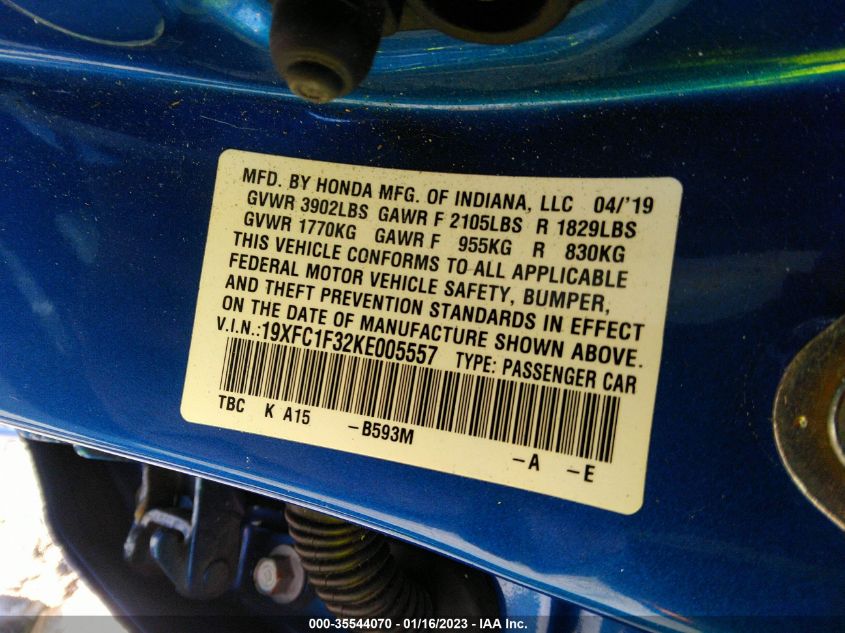 MFD. BY HONDA MFG. OF INDIANA, LLC 04/'19
GVWR 3902LBS GAWR F 2105LBS R 1829LBS
GVWR 1770KG GAWR F 955KG R 830KG
THIS VEHICLE CONFORMS TO ALL APPLICABLE
FEDERAL MOTOR VEHICLE SAFETY, BUMPER,
AND THEFT PREVENTION STANDARDS IN EFFECT
ON THE DATE OF MANUFACTURE SHOWN ABOVE.
V.I.N.:19XFC1F32KE005557 TYPE: PASSENGER CAR
TBC K A15 -B593M -A -E
000-35544070 / 01/16/2023 - IAA Inc.